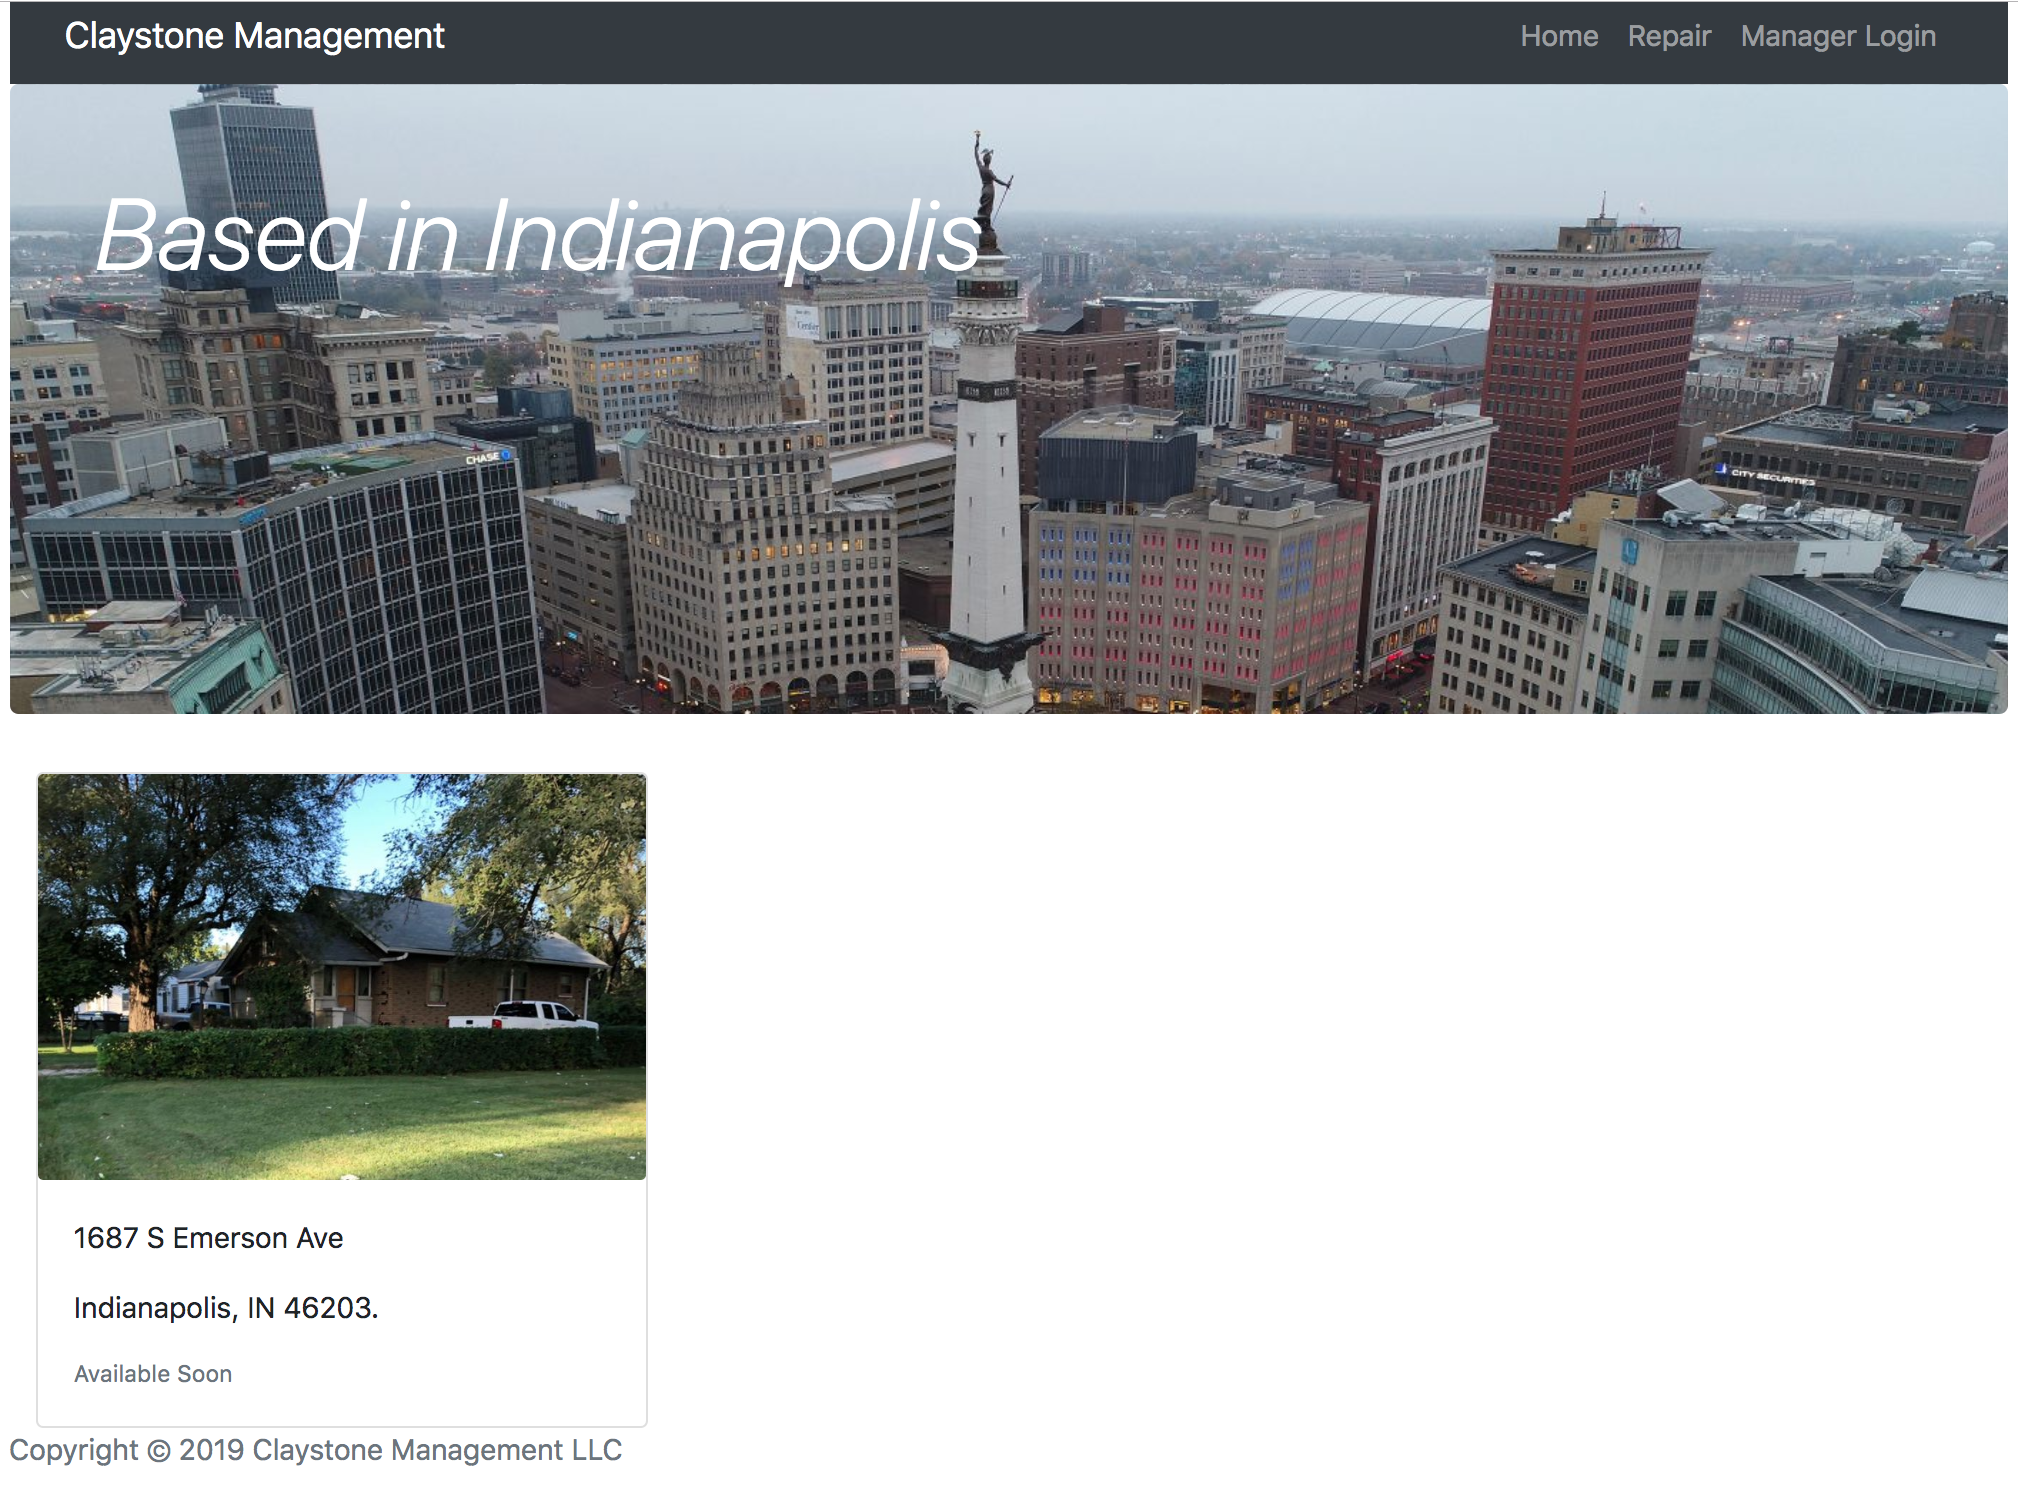 Claystone Management
Home Repair Manager Login
Based in Indianapolis
Center
CHASE
CITY SECURITIES
1687 S Emerson Ave
Indianapolis, IN 46203.
Available Soon
Copyright © 2019 Claystone Management LLC